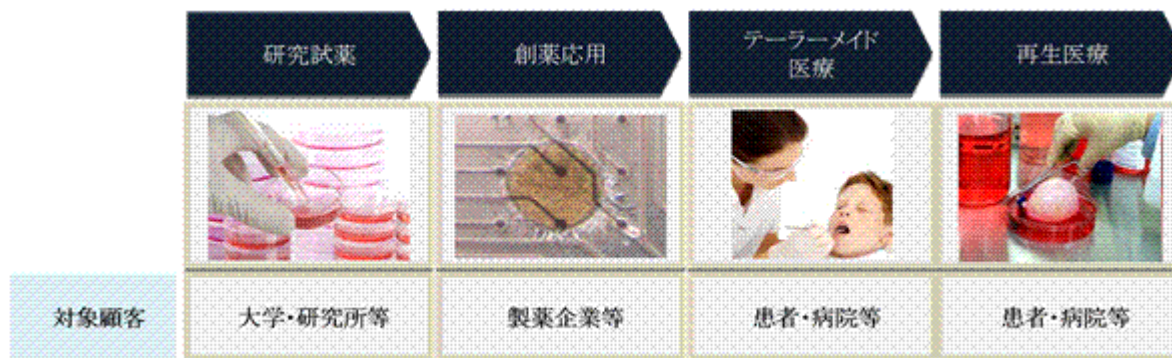 研究試薬
創薬応用
テーラーメイド
医療
再生医療
対象顧客
大学・研究所等
製薬企業等
患者・病院等
患者・病院等